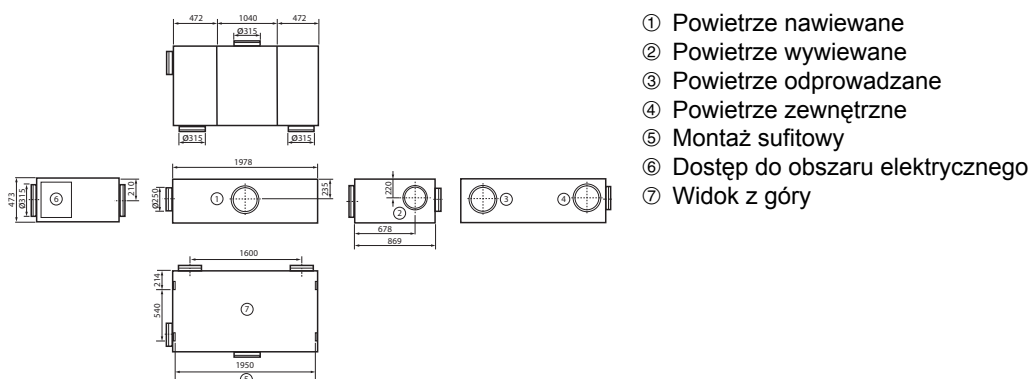 472 1040 472
Ø315
Ø315 Ø315
1978
473 Ø315 ⑥ 210 Ø250 ① 235 220 ② ③ ④
678
869
1600
214
540
⑦
1950
⑤
① Powietrze nawiewane
② Powietrze wywiewane
③ Powietrze odprowadzane
④ Powietrze zewnętrzne
⑤ Montaż sufitowy
⑥ Dostęp do obszaru elektrycznego
⑦ Widok z góry